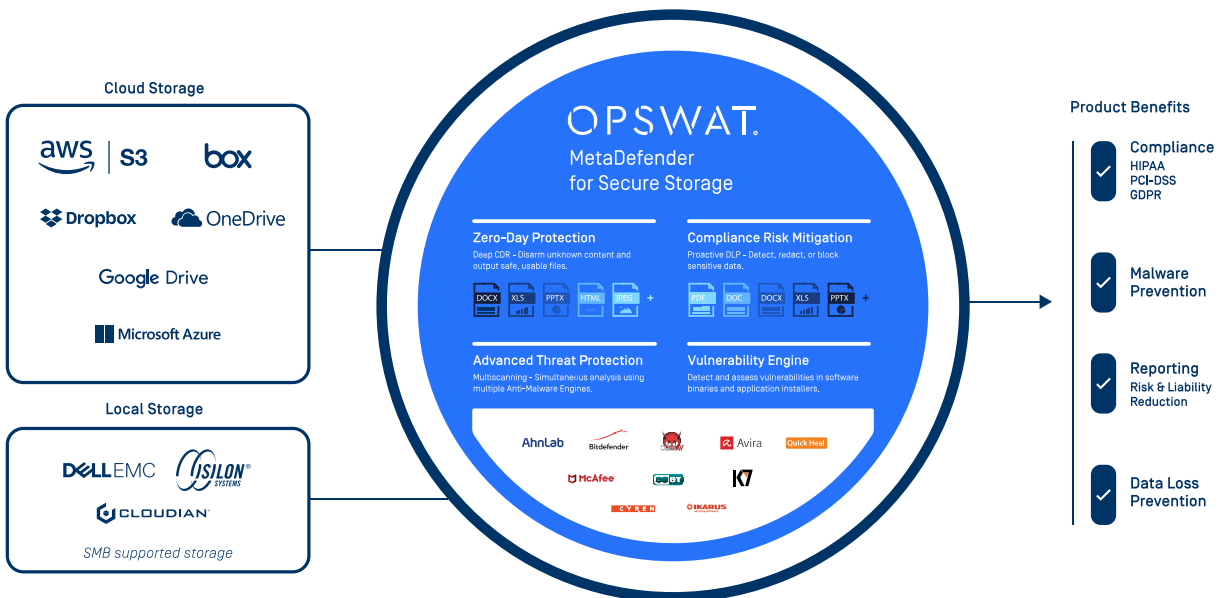 Cloud Storage
aws | S3
box
Dropbox
OneDrive
Google Drive
Microsoft Azure
Local Storage
DELLEMC
ISILON®
SYSTEMS
CLOUDIAN
SMB supported storage
OPSWAT.
MetaDefender
for Secure Storage
Zero-Day Protection
Deep CDR - Disarm unknown content and
output safe, usable files.
DOCX XLS PPTX HTML JPEG +
Compliance Risk Mitigation
Proactive DLP - Detect, redact, or block
sensitive data.
PDF DOC DOCX XLS PPTX +
Advanced Threat Protection
Multiscanning - Simultaneous analysis using
multiple Anti-Malware Engines.
Vulnerability Engine
Detect and assess vulnerabilities in software
binaries and application installers.
AhnLab
Bitdefender
Avira
Quick Heal
McAfee
K7
CYREN
IKARUS
Product Benefits
Compliance
HIPAA
PCI-DSS
GDPR
Malware
Prevention
Reporting
Risk & Liability
Reduction
Data Loss
Prevention